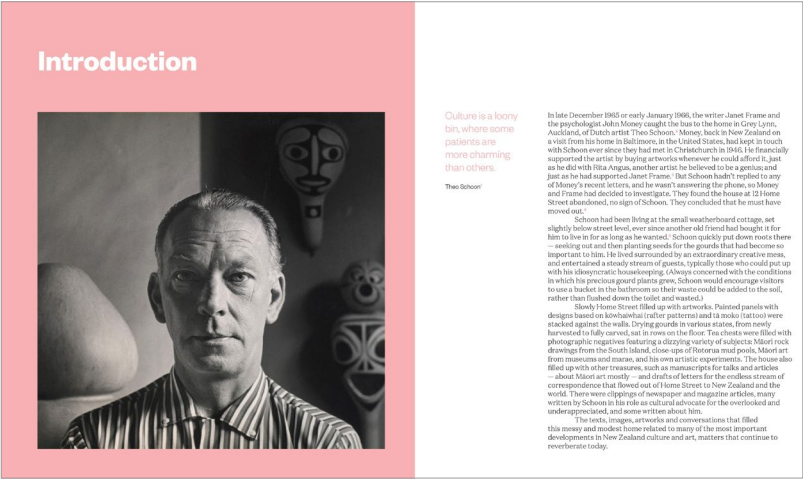 Introduction
Culture is a loony
bin, where some
patients are
more charming
than others.
Theo Schoon¹
In late December 1965 or early January 1966, the writer Janet Frame and
the psychologist John Money caught the bus to the home in Grey Lynn,
Auckland, of Dutch artist Theo Schoon.² Money, back in New Zealand on
a visit from his home in Baltimore, in the United States, had kept in touch
with Schoon ever since they had met in Christchurch in 1946. He financially
supported the artist by buying artworks whenever he could afford it, just
as he did with Rita Angus, another artist he believed to be a genius; and
just as he had supported Janet Frame.³ But Schoon hadn't replied to any
of Money's recent letters, and he wasn't answering the phone, so Money
and Frame had decided to investigate. They found the house at 12 Home
Street abandoned, no sign of Schoon. They concluded that he must have
moved out.⁴
Schoon had been living at the small weatherboard cottage, set
slightly below street level, ever since another old friend had bought it for
him to live in for as long as he wanted.⁵ Schoon quickly put down roots there
— seeking out and then planting seeds for the gourds that had become so
important to him. He lived surrounded by an extraordinary creative mess,
and entertained a steady stream of guests, typically those who could put up
with his idiosyncratic housekeeping. (Always concerned with the conditions
in which his precious gourd plants grew, Schoon would encourage visitors
to use a bucket in the bathroom so their waste could be added to the soil,
rather than flushed down the toilet and wasted.)
Slowly Home Street filled up with artworks. Painted panels with
designs based on kōwhaiwhai (rafter patterns) and tā moko (tattoo) were
stacked against the walls. Drying gourds in various states, from newly
harvested to fully carved, sat in rows on the floor. Tea chests were filled with
photographic negatives featuring a dizzying variety of subjects: Māori rock
drawings from the South Island, close-ups of Rotorua mud pools, Māori art
from museums and marae, and his own artistic experiments. The house also
filled up with other treasures, such as manuscripts for talks and articles
— about Māori art mostly — and drafts of letters for the endless stream of
correspondence that flowed out of Home Street to New Zealand and the
world. There were clippings of newspaper and magazine articles, many
written by Schoon in his role as cultural advocate for the overlooked and
underappreciated, and some written about him.
The texts, images, artworks and conversations that filled
this messy and modest home related to many of the most important
developments in New Zealand culture and art, matters that continue to
reverberate today.